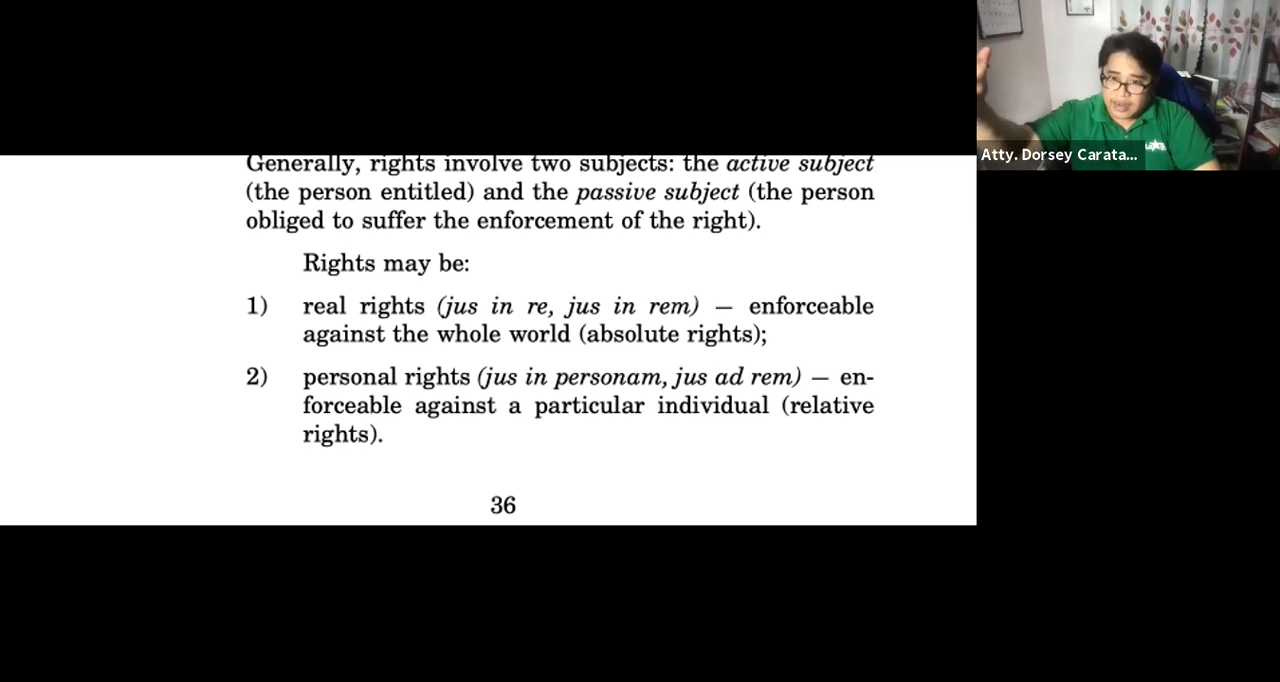 Generally, rights involve two subjects: the active subject
(the person entitled) and the passive subject (the person
obliged to suffer the enforcement of the right).
Rights may be:
1) real rights (jus in re, jus in rem) — enforceable
against the whole world (absolute rights);
2) personal rights (jus in personam, jus ad rem) — en-
forceable against a particular individual (relative
rights).
36
Atty. Dorsey Carata...